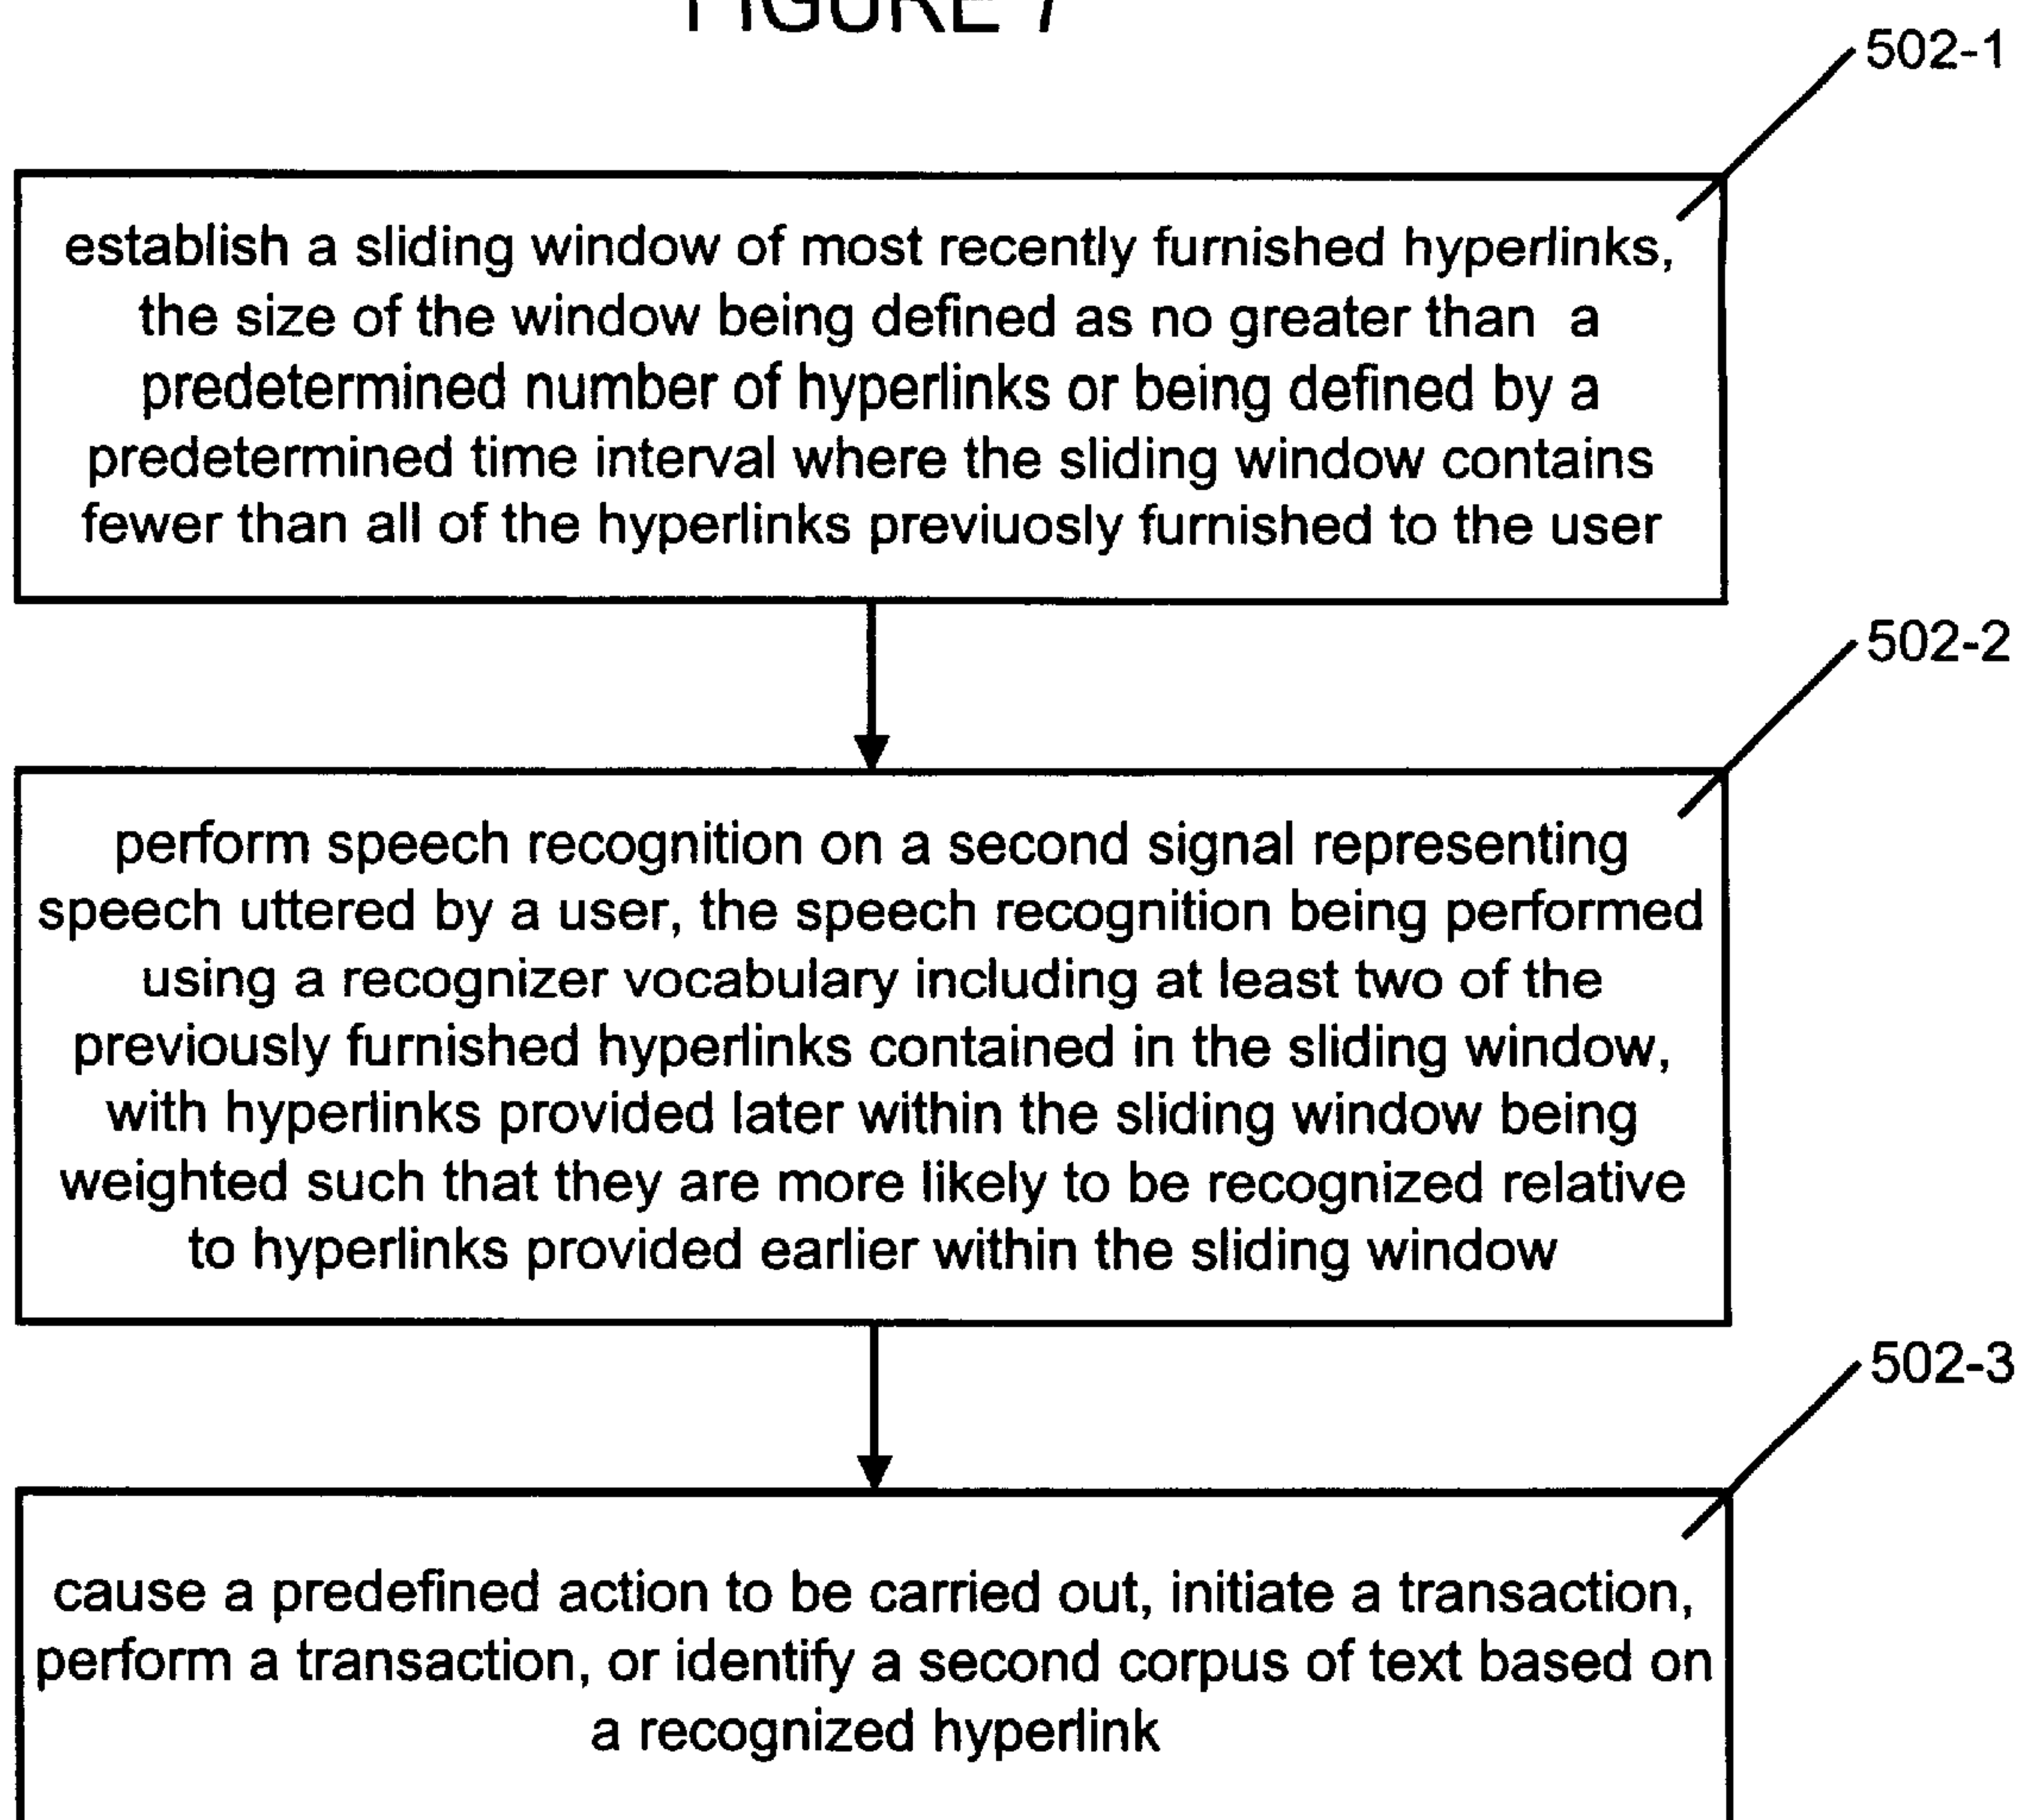 FIGURE 7
502-1
establish a sliding window of most recently furnished hyperlinks,
the size of the window being defined as no greater than a
predetermined number of hyperlinks or being defined by a
predetermined time interval where the sliding window contains
fewer than all of the hyperlinks previuosly furnished to the user
502-2
perform speech recognition on a second signal representing
speech uttered by a user, the speech recognition being performed
using a recognizer vocabulary including at least two of the
previously furnished hyperlinks contained in the sliding window,
with hyperlinks provided later within the sliding window being
weighted such that they are more likely to be recognized relative
to hyperlinks provided earlier within the sliding window
502-3
cause a predefined action to be carried out, initiate a transaction,
perform a transaction, or identify a second corpus of text based on
a recognized hyperlink